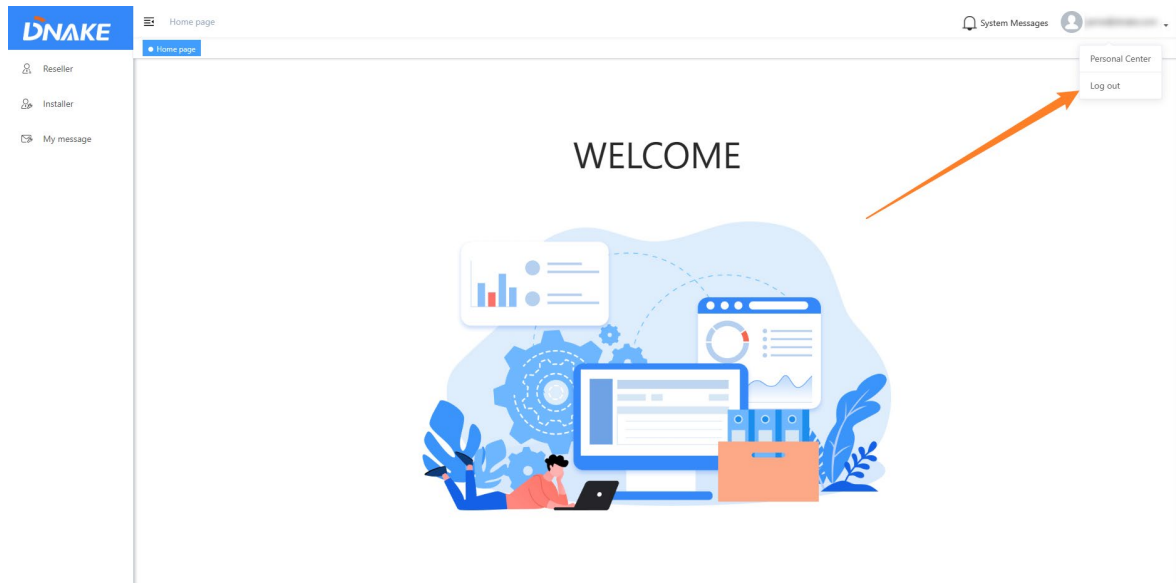 DNAKE
Home page
System Messages
Home page
Personal Center
Log out
Reseller
Installer
My message
WELCOME